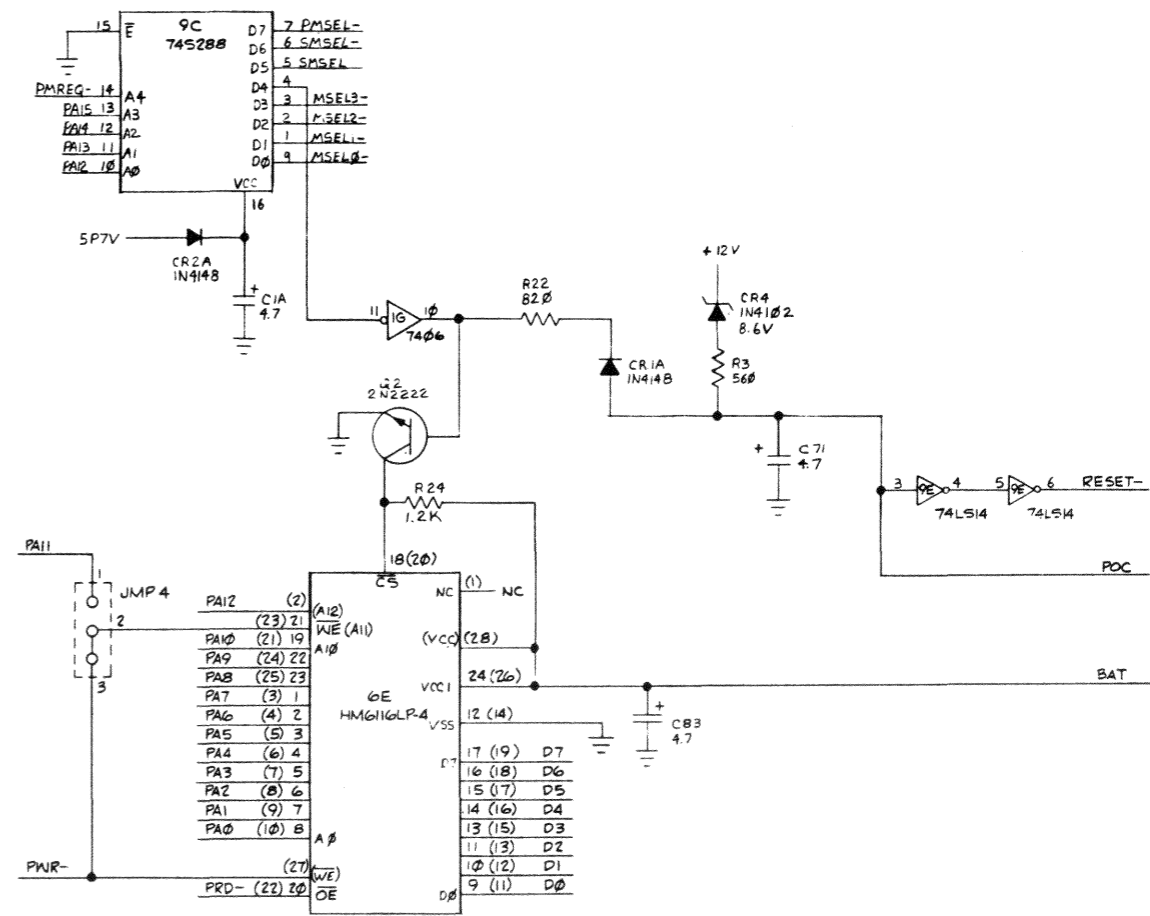 15 E 9C D7 7 PMSEL-
74S288 D6 6 SMSEL-
D5 5 SMSEL
D4 4
PMREQ- 14 A4 D3 3 MSEL3-
PA15 13 A3 D2 2 MSEL2-
PA14 12 A2 D1 1 MSEL1-
PA13 11 A1 DØ 9 MSELØ-
PA12 1Ø AØ
VCC
16
5P7V
CR2A
1N4148
+
C1A
4.7
11 1G 1Ø
74Ø6
R22
82Ø
+12V
CR4
1N41Ø2
8.6V
CR1A
1N4148
R3
56Ø
Q2
2N2222
+ C71
4.7
3 9E 4 5 9E 6 RESET-
74LS14 74LS14
POC
R24
1.2K
18(2Ø)
CS
PA11
1
JMP4
2
3
NC (1) NC
PA12 (2) (A12)
(23) 21 WE (A11)
PA1Ø (21) 19 A1Ø
PA9 (24) 22
PA8 (25) 23
PA7 (3) 1
PA6 (4) 2
PA5 (5) 3
PA4 (6) 4
PA3 (7) 5
PA2 (8) 6
PA1 (9) 7
PAØ (1Ø) 8 AØ
PWR- (27) (WE)
PRD- (22) 2Ø OE
6E
HM6116LP-4
(VCC) (28)
VCC1 24 (26) BAT
VSS 12 (14)
+
C83
4.7
D7 17 (19) D7
16 (18) D6
15 (17) D5
14 (16) D4
13 (15) D3
11 (13) D2
1Ø (12) D1
DØ 9 (11) DØ